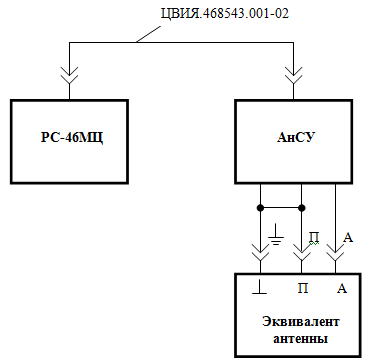 ЦВИЯ.468543.001-02
РС-46МЦ
АнСУ
П А
⊥ П А
Эквивалент
антенны